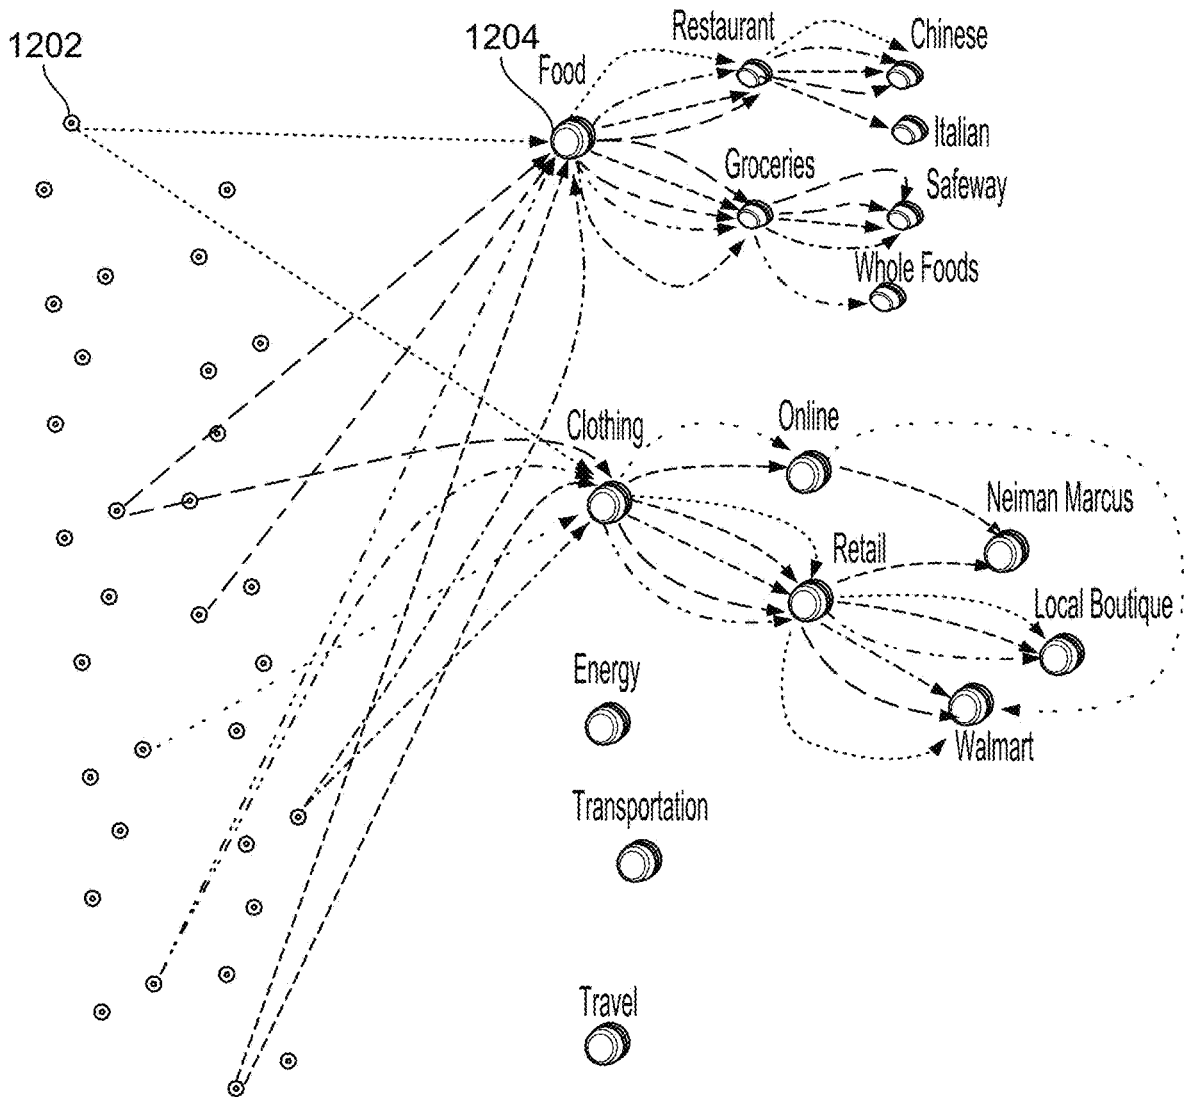 1202
1204
Food
Restaurant
Chinese
Italian
Groceries
Safeway
Whole Foods
Clothing
Online
Neiman Marcus
Retail
Local Boutique
Walmart
Energy
Transportation
Travel